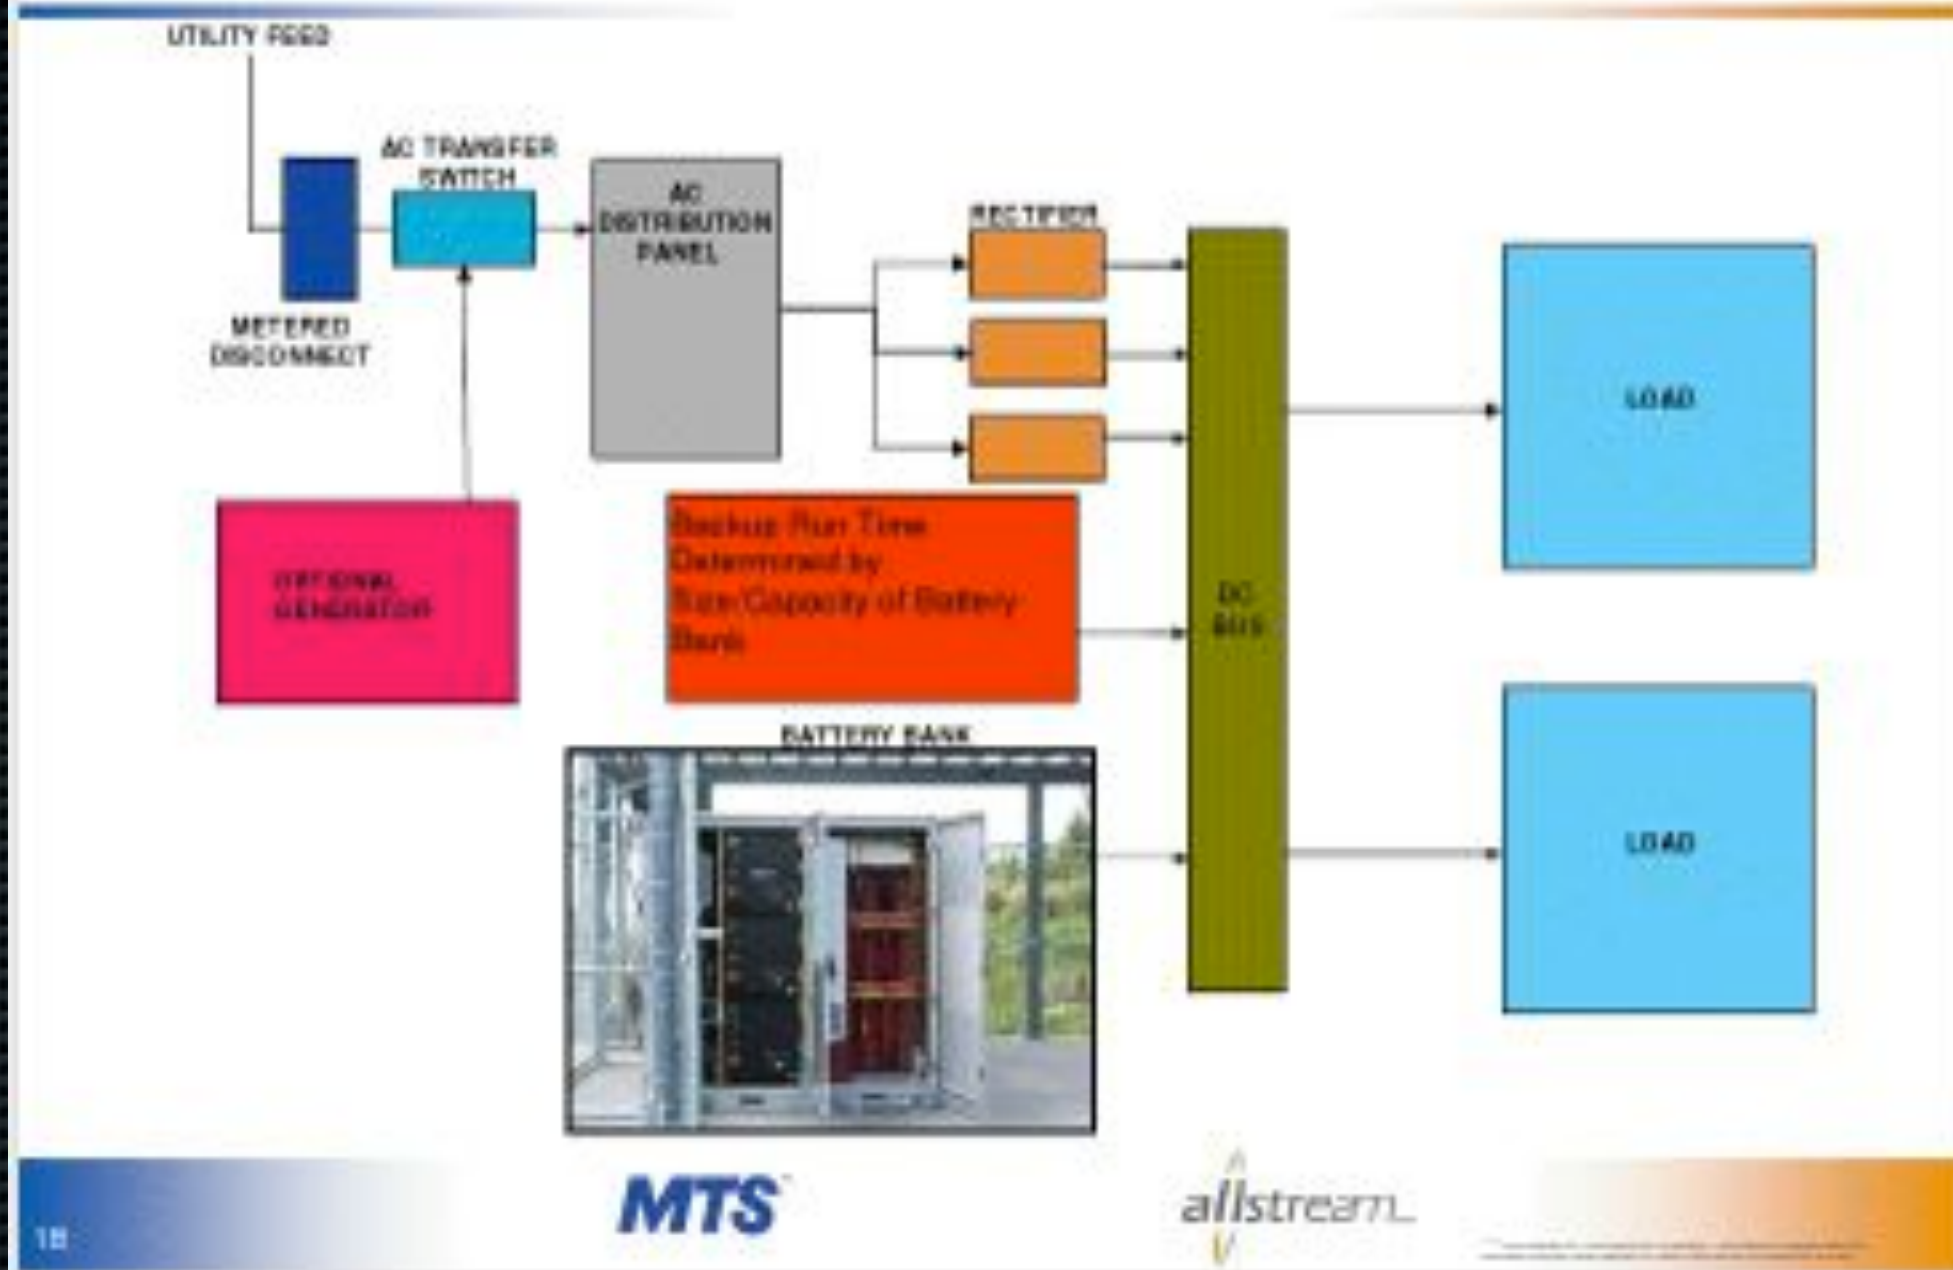 UTILITY FEED
AC TRANSFER
SWITCH
AC
DISTRIBUTION
PANEL
RECTIFIER
METERED
DISCONNECT
LOAD
OPTIONAL
GENERATOR
Backup Run Time
Determined by
Size/Capacity of Battery
Bank
DC
BUS
BATTERY BANK
LOAD
18
MTS
allstream